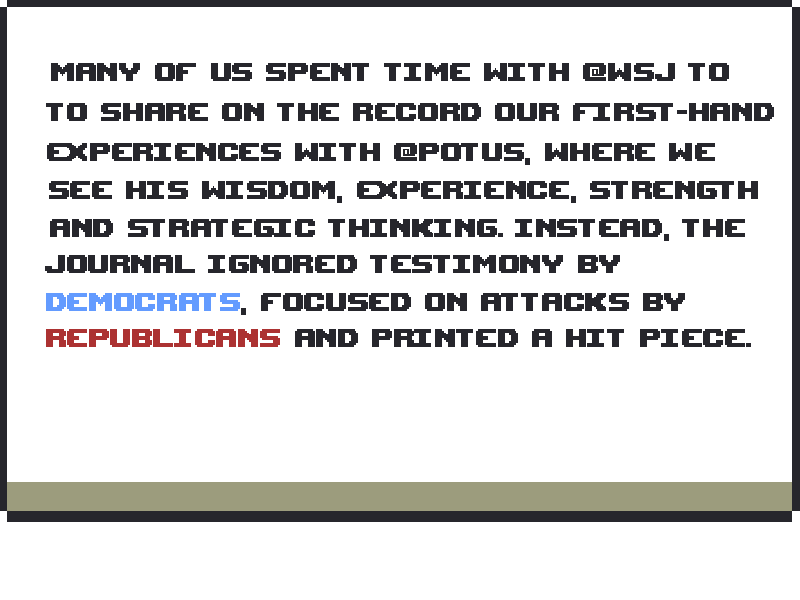 MANY OF US SPENT TIME WITH @WSJ TO
TO SHARE ON THE RECORD OUR FIRST-HAND
EXPERIENCES WITH @POTUS, WHERE WE
SEE HIS WISDOM, EXPERIENCE, STRENGTH
AND STRATEGIC THINKING. INSTEAD, THE
JOURNAL IGNORED TESTIMONY BY
DEMOCRATS, FOCUSED ON ATTACKS BY
REPUBLICANS AND PRINTED A HIT PIECE.